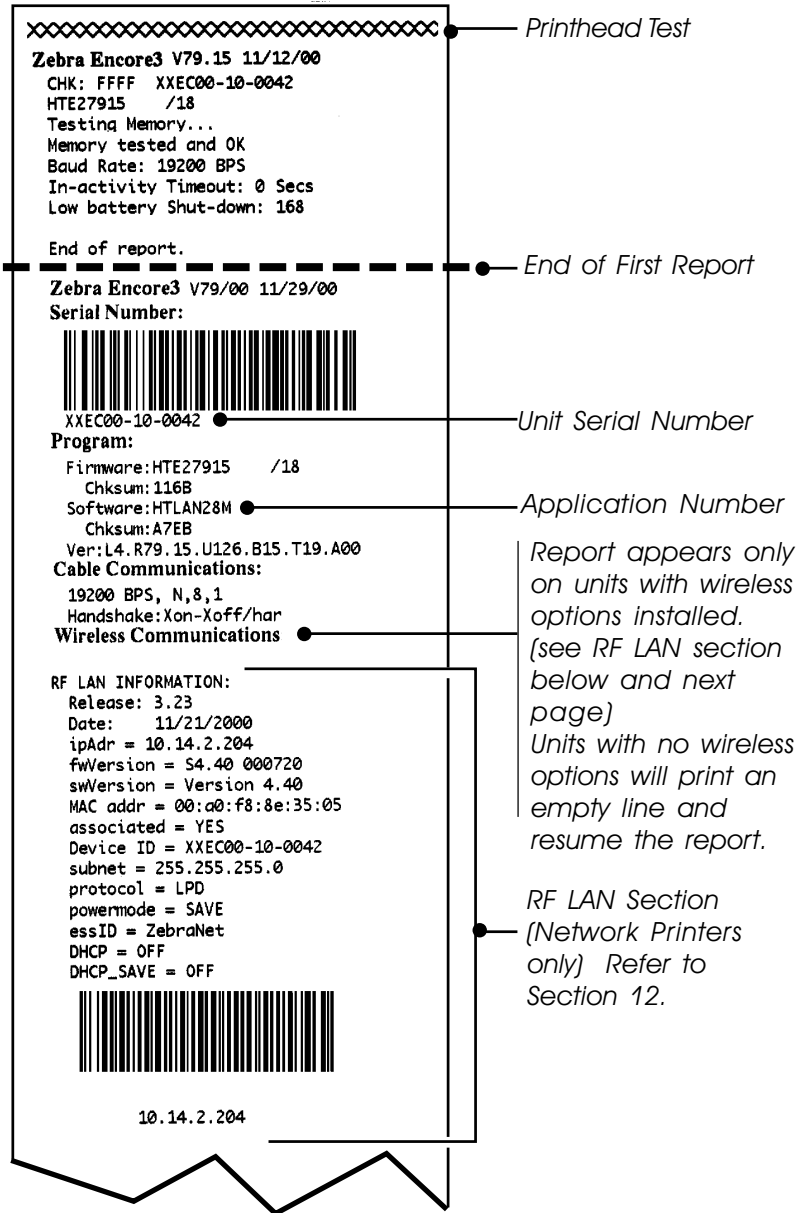 Printhead Test
Zebra Encore3 V79.15 11/12/00
CHK: FFFF XXEC00-10-0042
HTE27915 /18
Testing Memory...
Memory tested and OK
Baud Rate: 19200 BPS
In-activity Timeout: 0 Secs
Low battery Shut-down: 168
End of report.
End of First Report
Zebra Encore3 V79/00 11/29/00
Serial Number:
XXEC00-10-0042
Unit Serial Number
Program:
Firmware:HTE27915 /18
Chksum:116B
Software:HTLAN28M
Application Number
Chksum:A7EB
Ver:L4.R79.15.U126.B15.T19.A00
Cable Communications:
19200 BPS, N,8,1
Handshake:Xon-Xoff/har
Wireless Communications
Report appears only
on units with wireless
options installed.
(see RF LAN section
below and next
page)
Units with no wireless
options will print an
empty line and
resume the report.
RF LAN INFORMATION:
Release: 3.23
Date: 11/21/2000
ipAdr = 10.14.2.204
fwVersion = S4.40 000720
swVersion = Version 4.40
MAC addr = 00:a0:f8:8e:35:05
associated = YES
Device ID = XXEC00-10-0042
subnet = 255.255.255.0
protocol = LPD
powermode = SAVE
essID = ZebraNet
DHCP = OFF
DHCP_SAVE = OFF
RF LAN Section
(Network Printers
only) Refer to
Section 12.
10.14.2.204